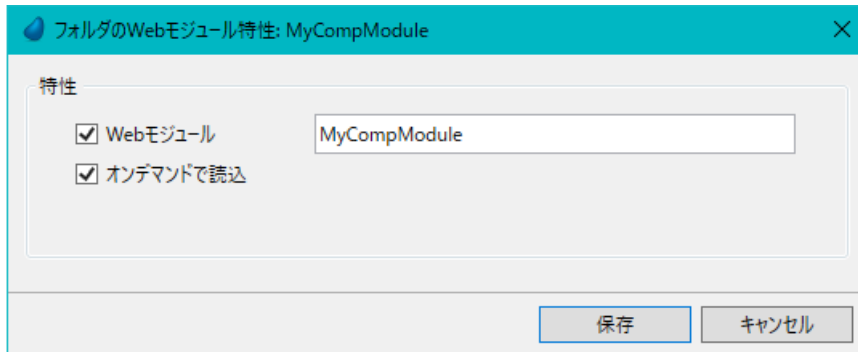 フォルダのWebモジュール特性: MyCompModule
特性
Webモジュール MyCompModule
オンデマンドで読込
保存 キャンセル